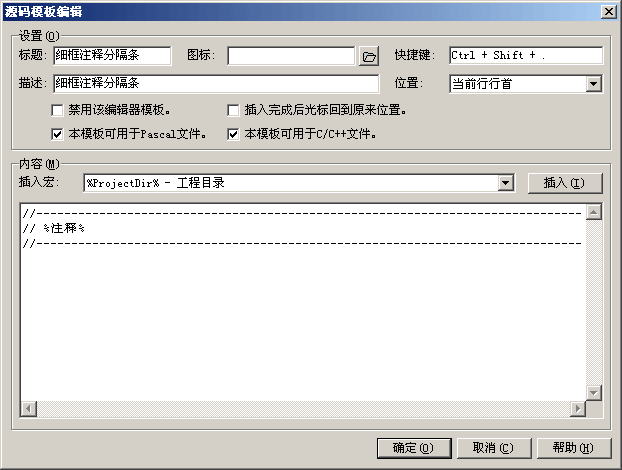 源码模板编辑
设置(O)
标题: 细框注释分隔条 图标: 快捷键: Ctrl + Shift + .
描述: 细框注释分隔条 位置: 当前行行首
禁用该编辑器模板。 插入完成后光标回到原来位置。
本模板可用于Pascal文件。 本模板可用于C/C++文件。
内容(M)
插入宏: %ProjectDir% - 工程目录 插入(I)
//------------------------------------------------------------------------------
// %注释%
//------------------------------------------------------------------------------
确定(O) 取消(C) 帮助(H)